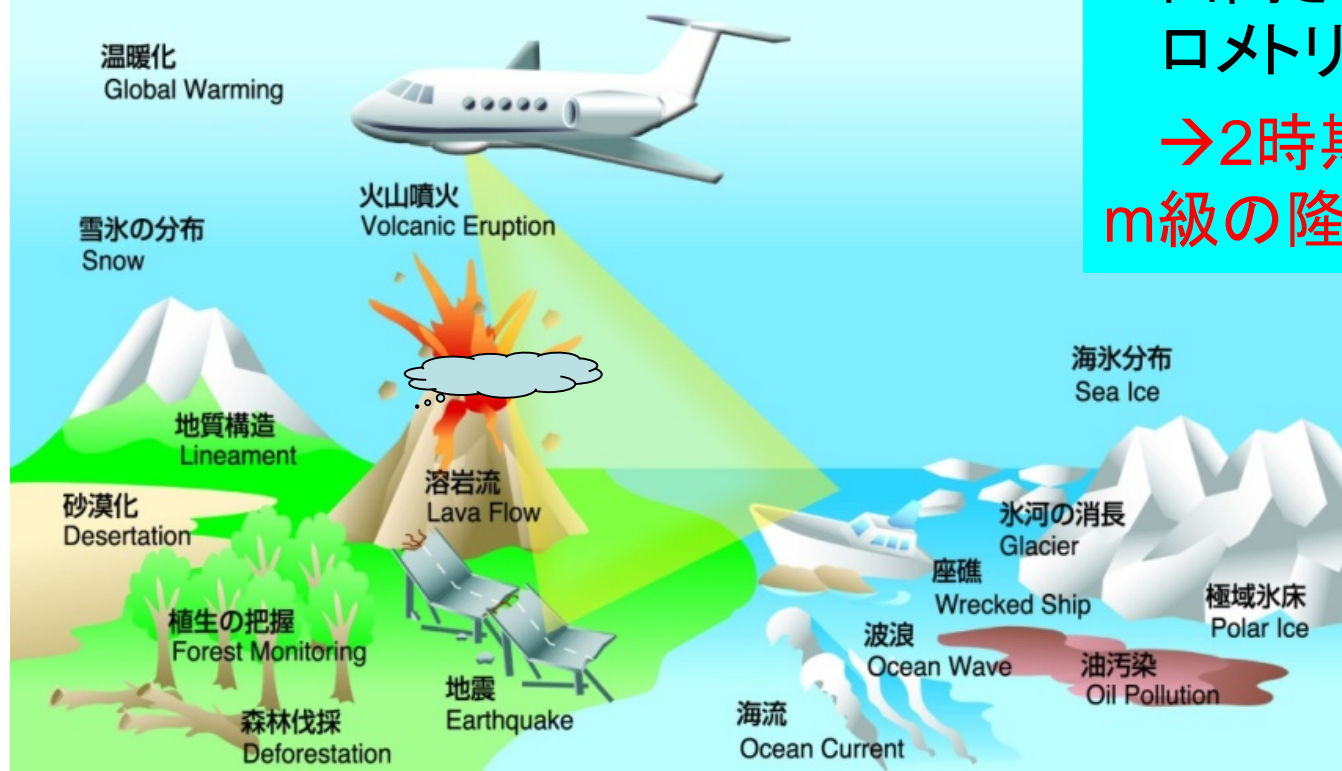 温暖化
Global Warming
ロメトリ
→2時
m級の隆
火山噴火
Volcanic Eruption
雪氷の分布
Snow
海氷分布
Sea Ice
地質構造
Lineament
溶岩流
Lava Flow
砂漠化
Desertation
氷河の消長
Glacier
座礁
Wrecked Ship
極域氷床
Polar Ice
植生の把握
Forest Monitoring
波浪
Ocean Wave
油汚染
Oil Pollution
地震
Earthquake
森林伐採
Deforestation
海流
Ocean Current